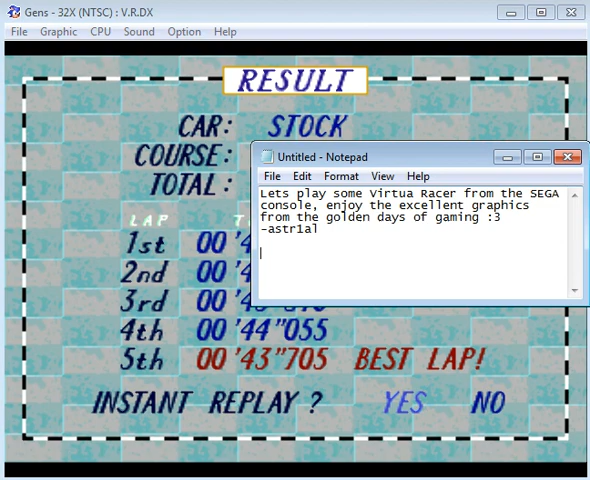 Gens - 32X (NTSC) : V.R.DX
File Graphic CPU Sound Option Help
RESULT
CAR: STOCK
COURSE:
TOTAL :
Untitled - Notepad
File Edit Format View Help
Lets play some Virtua Racer from the SEGA
console, enjoy the excellent graphics
from the golden days of gaming :3
-astr1al
LAP
1st 00'4
2nd 00'4
3rd 00'4
4th 00'44"055
5th 00'43"705 BEST LAP!
INSTANT REPLAY ? YES NO